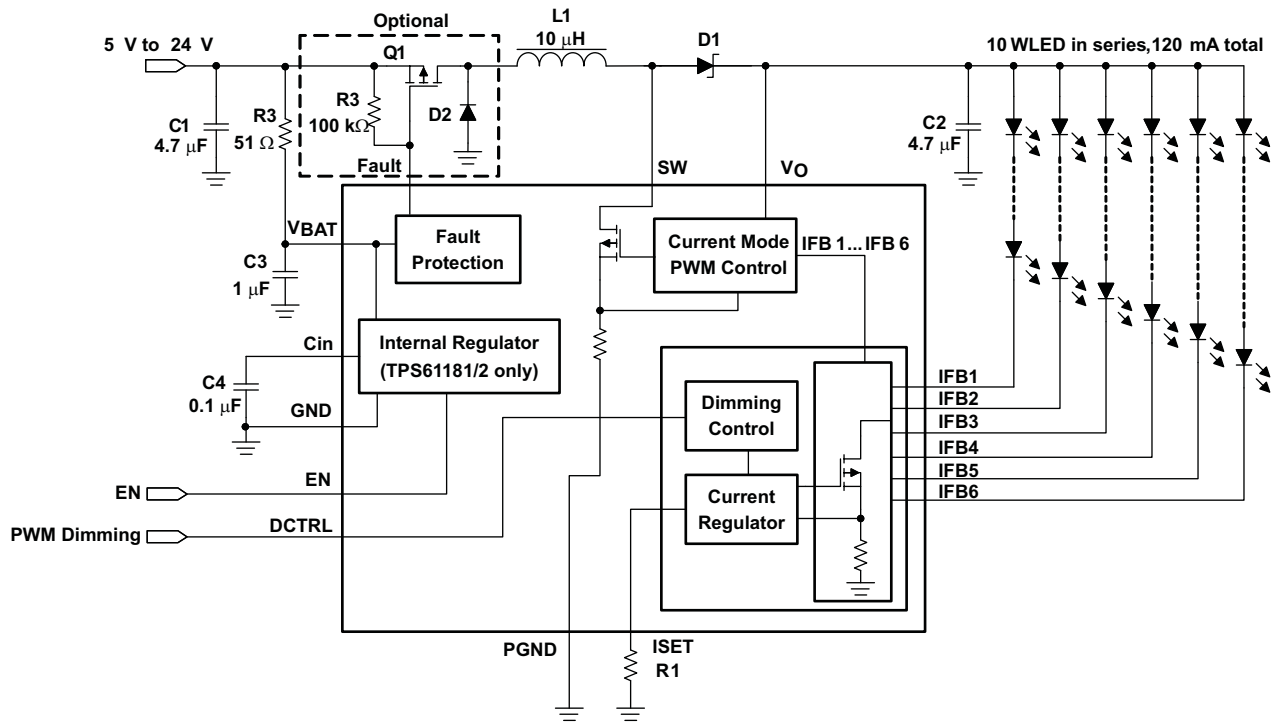 Optional
L1
10 μH
5 V to 24 V
Q1
D1
10 WLED in series,120 mA total
C1
4.7 μF
R3
51 Ω
R3
100 kΩ
D2
Fault
C2
4.7 μF
SW
VO
VBAT
Fault
Protection
Current Mode
PWM Control
IFB 1...IFB 6
C3
1 μF
Cin
Internal Regulator
(TPS61181/2 only)
C4
0.1 μF
GND
Dimming
Control
IFB1
IFB2
IFB3
IFB4
IFB5
IFB6
EN
EN
Current
Regulator
PWM Dimming
DCTRL
PGND
ISET
R1